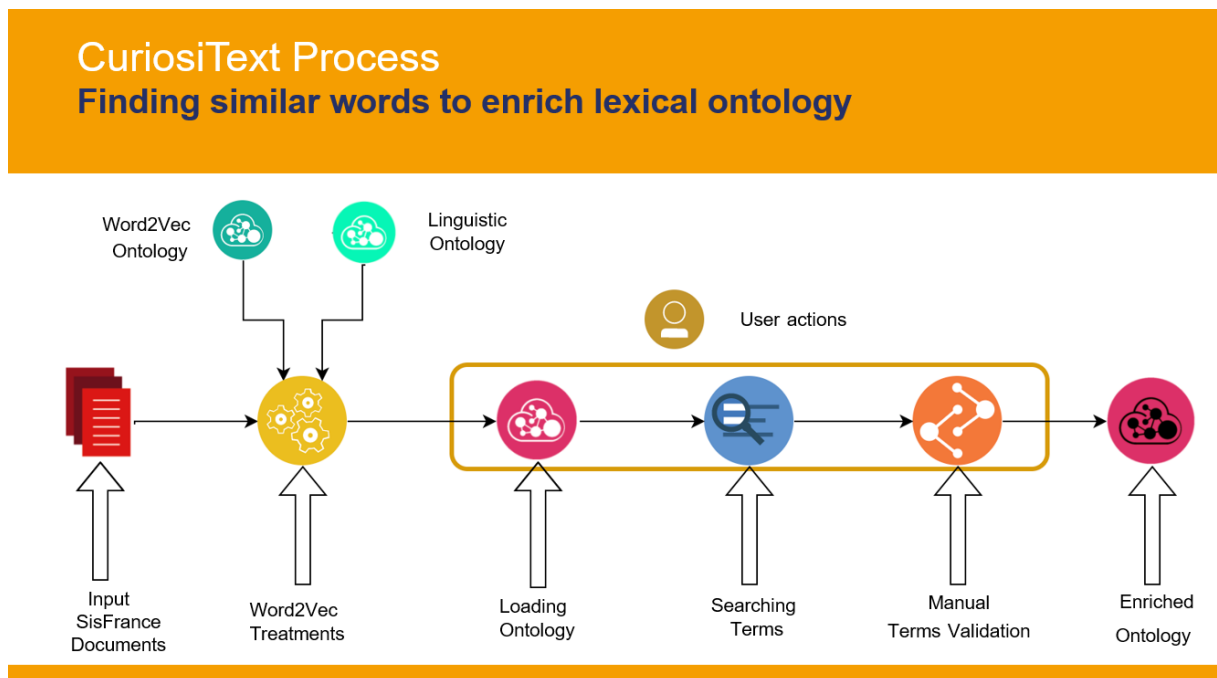 CuriosiText Process
Finding similar words to enrich lexical ontology
Word2Vec
Ontology
Linguistic
Ontology
User actions
Input
SisFrance
Documents
Word2Vec
Treatments
Loading
Ontology
Searching
Terms
Manual
Terms Validation
Enriched
Ontology